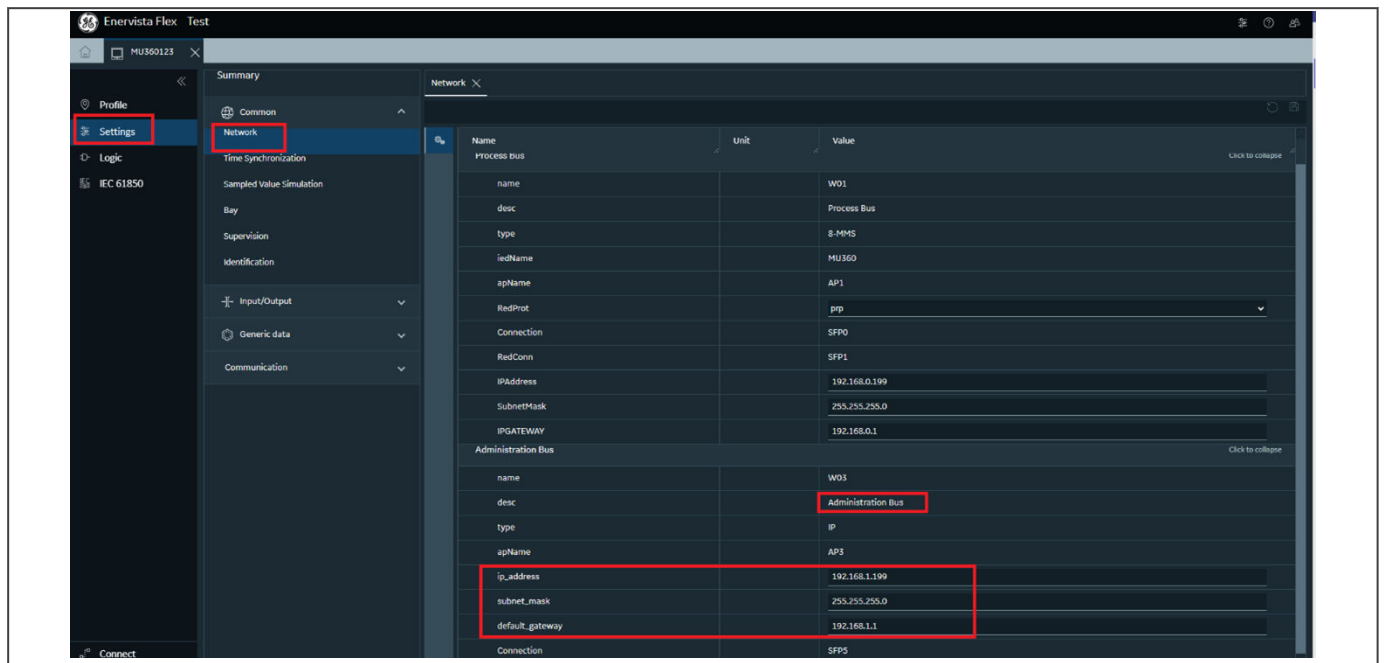 Enervista Flex Test
MU360123
Summary
Network
Profile
Common
Settings
Network
Name Unit Value
Logic
Time Synchronization
Process Bus Click to collapse
IEC 61850
Sampled Value Simulation
name W01
Bay
desc Process Bus
Supervision
type 8-MMS
Identification
iedName MU360
apName AP1
Input/Output
RedProt prp
Generic data
Connection SFP0
Communication
RedConn SFP1
IPAddress 192.168.0.199
SubnetMask 255.255.255.0
IPGATEWAY 192.168.0.1
Administration Bus Click to collapse
name W03
desc Administration Bus
type IP
apName AP3
ip_address 192.168.1.199
subnet_mask 255.255.255.0
default_gateway 192.168.1.1
Connect
Connection SFP5